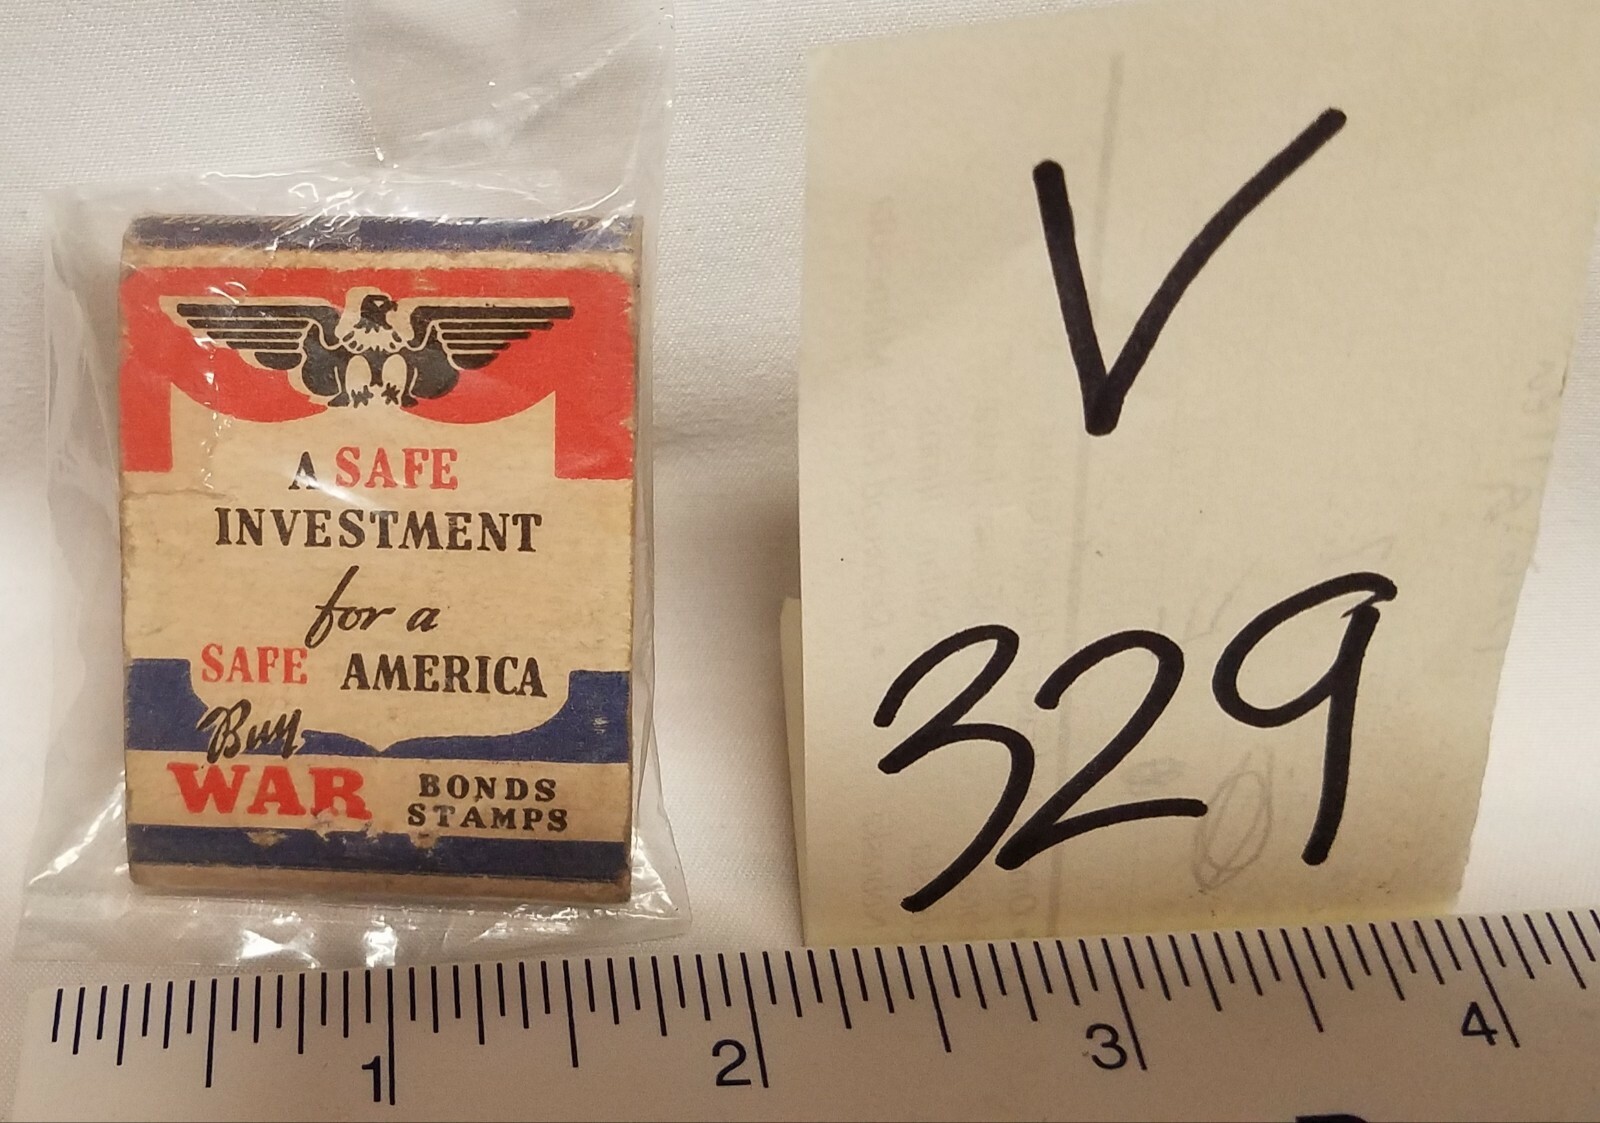 A SAFE
INVESTMENT
for a
SAFE AMERICA
Buy
WAR BONDS
STAMPS
V
329
1 2 3 4